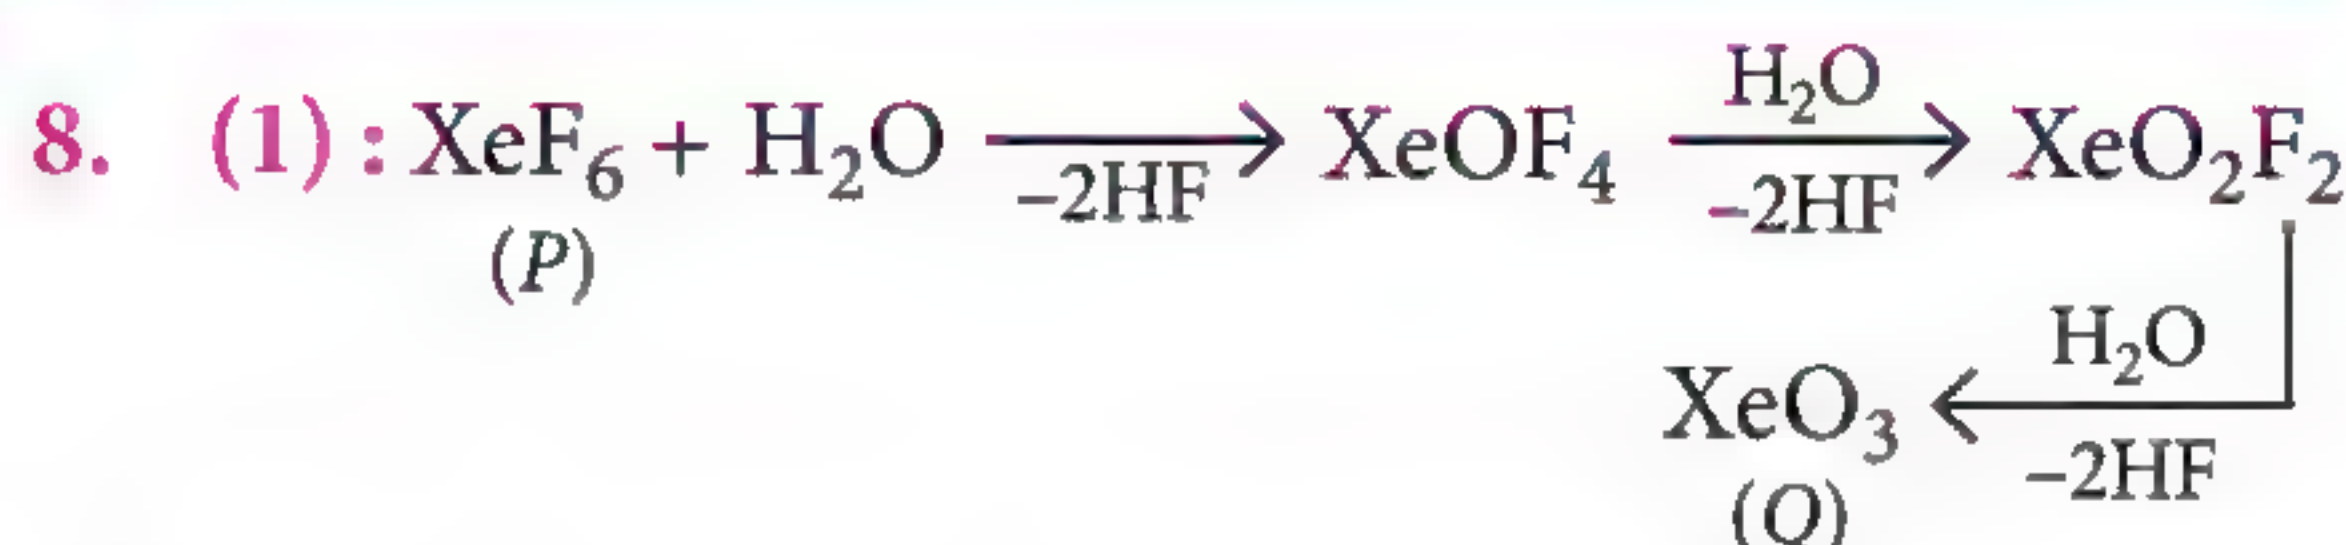 8. (1) : XeF₆ + H₂O ⟶ XeOF₄ ⟶ XeO₂F₂
H₂O
–2HF
–2HF
(P)
H₂O
XeO₃ ⟵
–2HF
(Q)